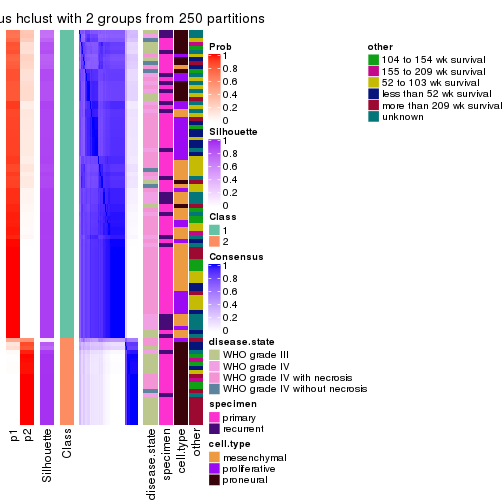 us hclust with 2 groups from 250 partitions
Prob
1
0.8
0.6
0.4
0.2
0
Silhouette
1
0.8
0.6
0.4
0.2
0
Class
1
2
Consensus
1
0.8
0.6
0.4
0.2
0
disease.state
WHO grade III
WHO grade IV
WHO grade IV with necrosis
WHO grade IV without necrosis
specimen
primary
recurrent
cell.type
mesenchymal
proliferative
proneural
other
104 to 154 wk survival
155 to 209 wk survival
52 to 103 wk survival
less than 52 wk survival
more than 209 wk survival
unknown
p1
p2
Silhouette
Class
disease.state
specimen
cell.type
other